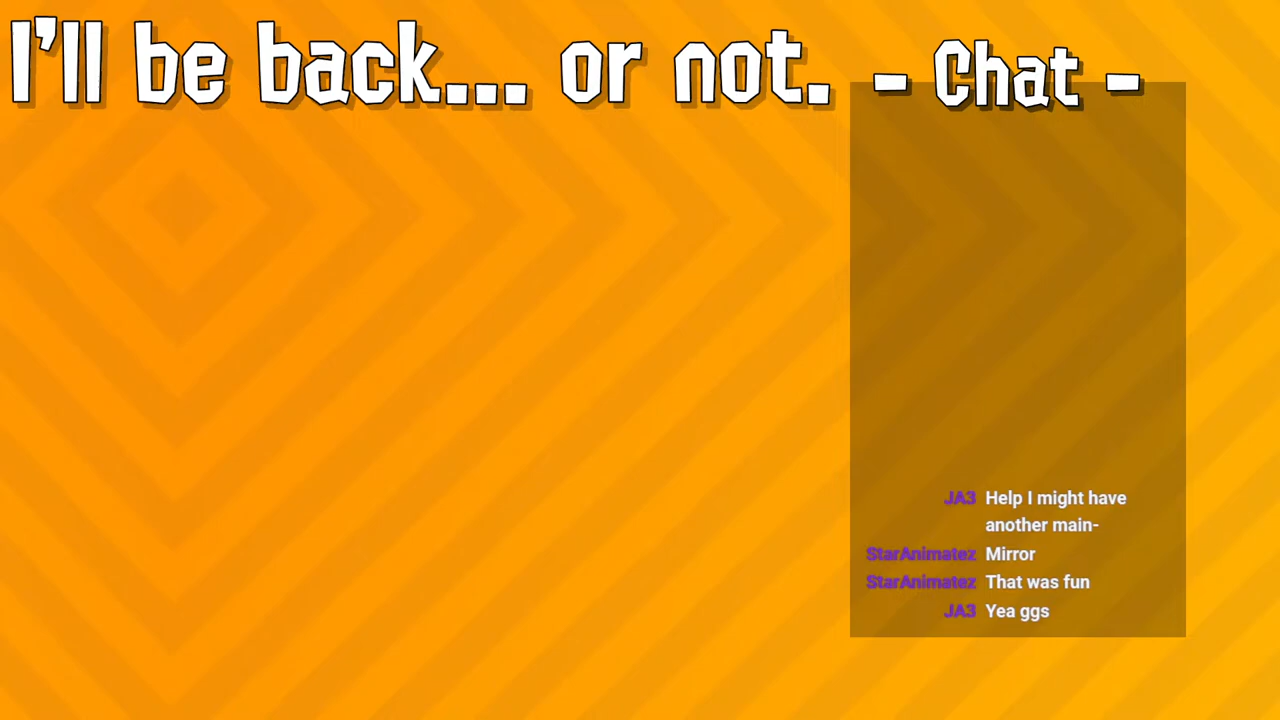 I'll be back... or not.
- Chat -
JA3 Help I might have
another main-
StarAnimatez Mirror
StarAnimatez That was fun
JA3 Yea ggs